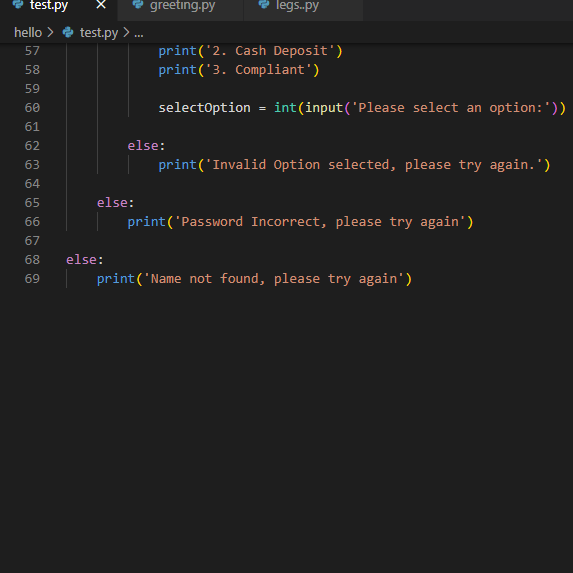 test.py × greeting.py legs..py
hello > test.py > ...
57 print('2. Cash Deposit')
58 print('3. Compliant')
59
60 selectOption = int(input('Please select an option:'))
61
62 else:
63 print('Invalid Option selected, please try again.')
64
65 else:
66 print('Password Incorrect, please try again')
67
68 else:
69 print('Name not found, please try again')